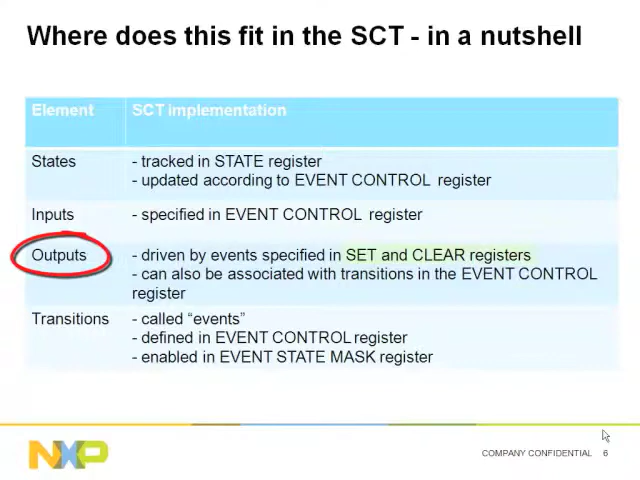 Where does this fit in the SCT - in a nutshell
Element SCT implementation
States - tracked in STATE register
- updated according to EVENT CONTROL register
Inputs - specified in EVENT CONTROL register
Outputs - driven by events specified in SET and CLEAR registers
- can also be associated with transitions in the EVENT CONTROL
register
Transitions - called “events”
- defined in EVENT CONTROL register
- enabled in EVENT STATE MASK register
NXP COMPANY CONFIDENTIAL 6